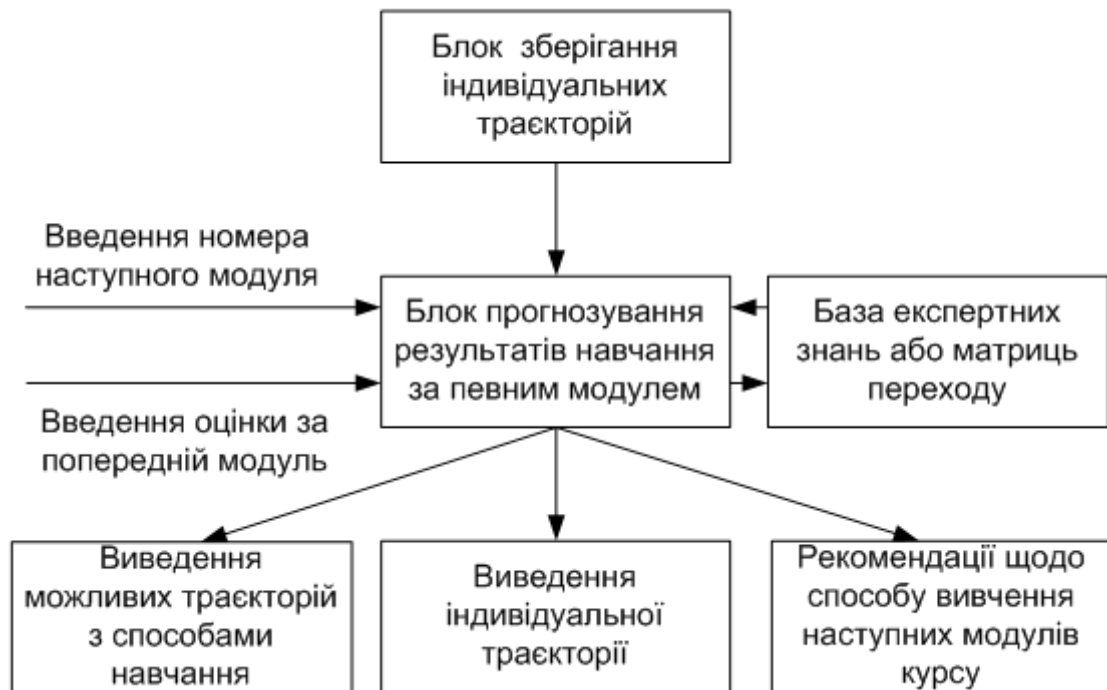 Блок зберігання
індивідуальних
траєкторій
Введення номера
наступного модуля
Блок прогнозування
результатів навчання
за певним модулем
База експертних
знань або матриць
переходу
Введення оцінки за
попередній модуль
Виведення
можливих траєкторій
з способами
навчання
Виведення
індивідуальної
траєкторії
Рекомендації щодо
способу вивчення
наступних модулів
курсу